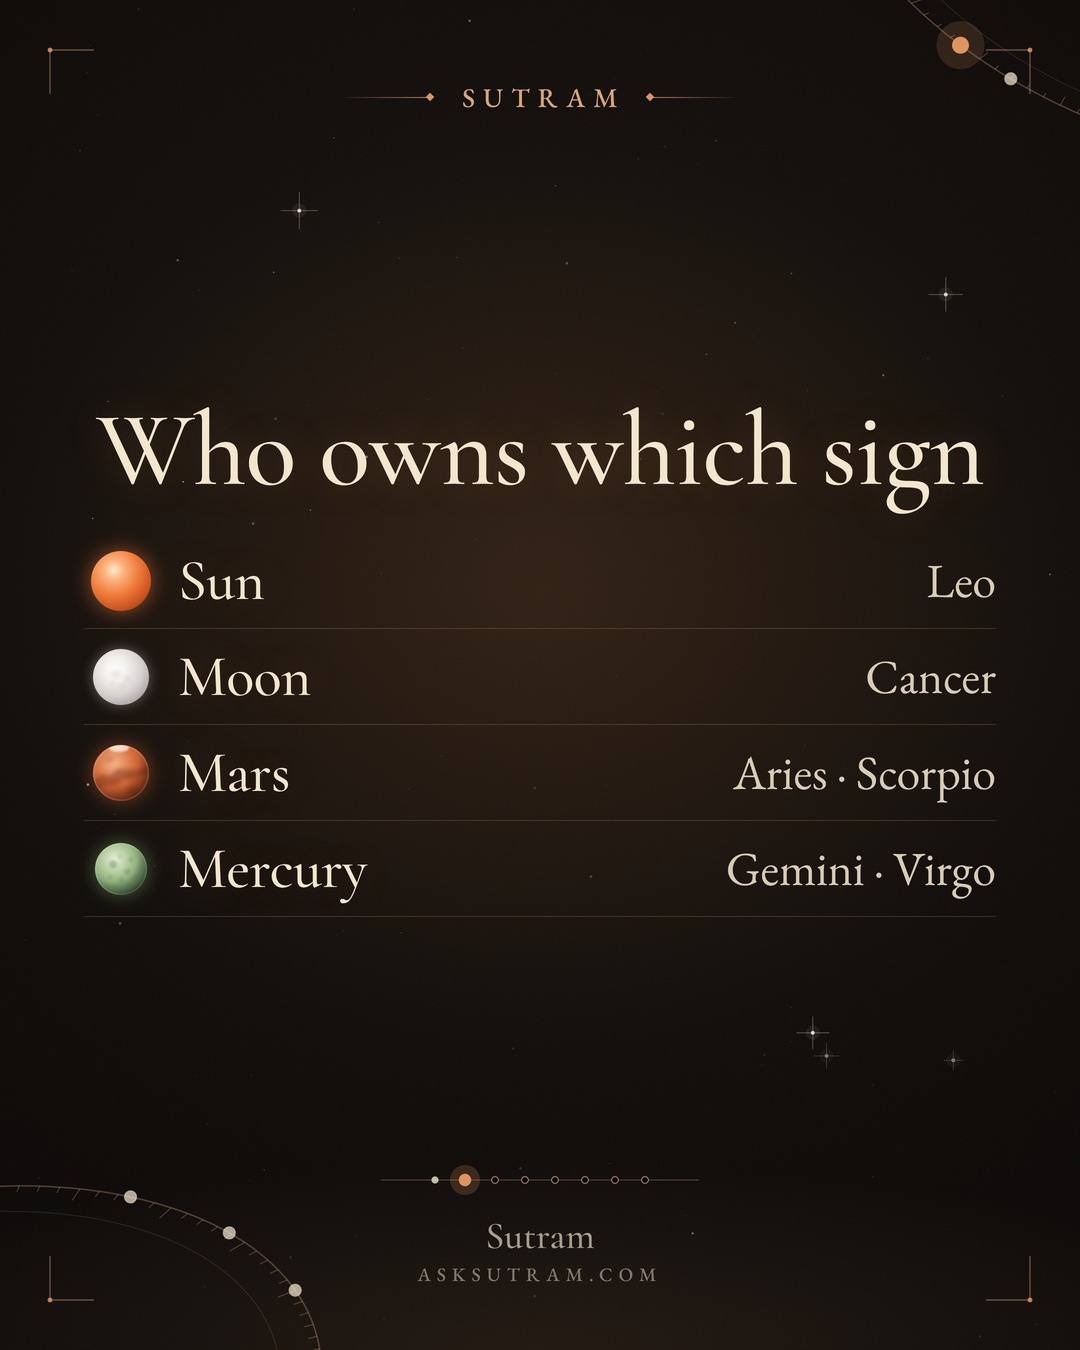 SUTRAM
Who owns which sign
Sun Leo
Moon Cancer
Mars Aries · Scorpio
Mercury Gemini · Virgo
Sutram
ASKSUTRAM.COM